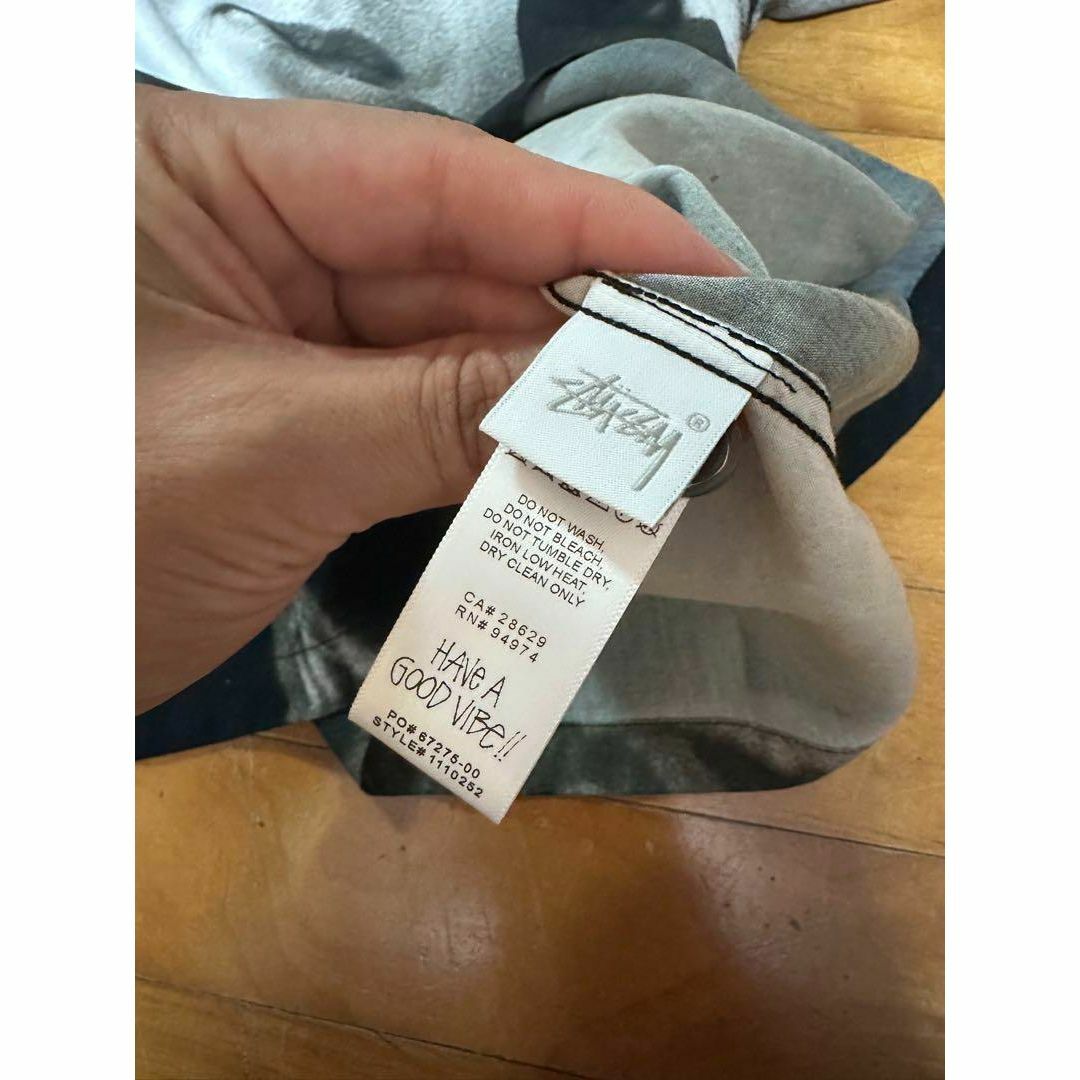 STÜSSY ®
DO NOT WASH,
DO NOT BLEACH,
DO NOT TUMBLE DRY,
IRON LOW HEAT,
DRY CLEAN ONLY
CA# 28629
RN# 94974
HAVE A
GOOD VIBE!!
PO# 67275-00
STYLE# 1110252